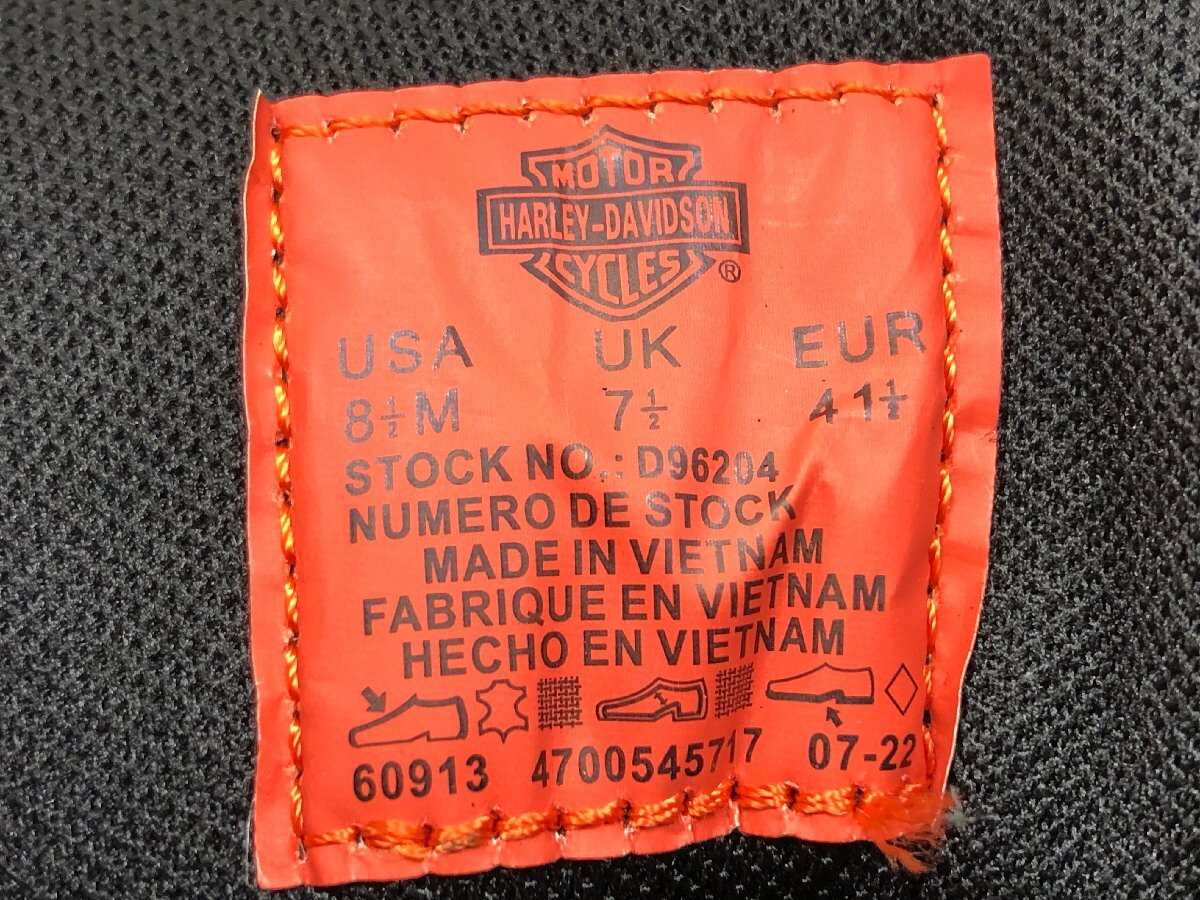 MOTOR
HARLEY-DAVIDSON
CYCLES ®
USA UK EUR
8½M 7½ 41½
STOCK NO.: D96204
NUMERO DE STOCK
MADE IN VIETNAM
FABRIQUE EN VIETNAM
HECHO EN VIETNAM
60913 4700545717 07-22